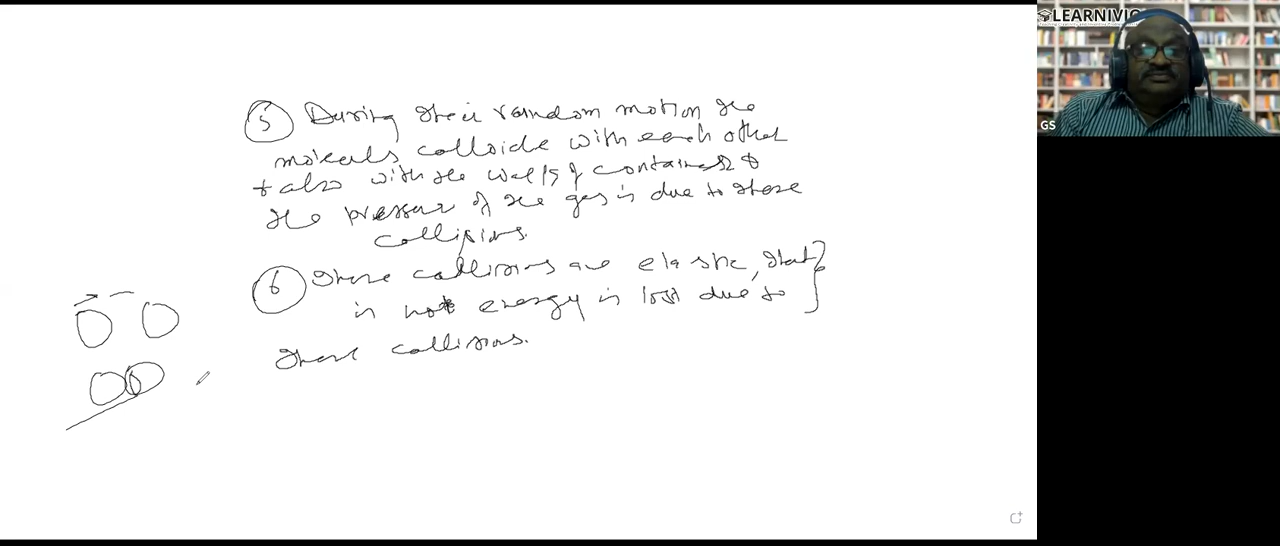 LEARNIVIO
GS
5 During their random motion the
molecules collide with each other
+ also with the walls of container &
the pressure of the gas is due to these
collisions.
6 These collisions are elastic, that
is not energy is lost due to
these collisions.